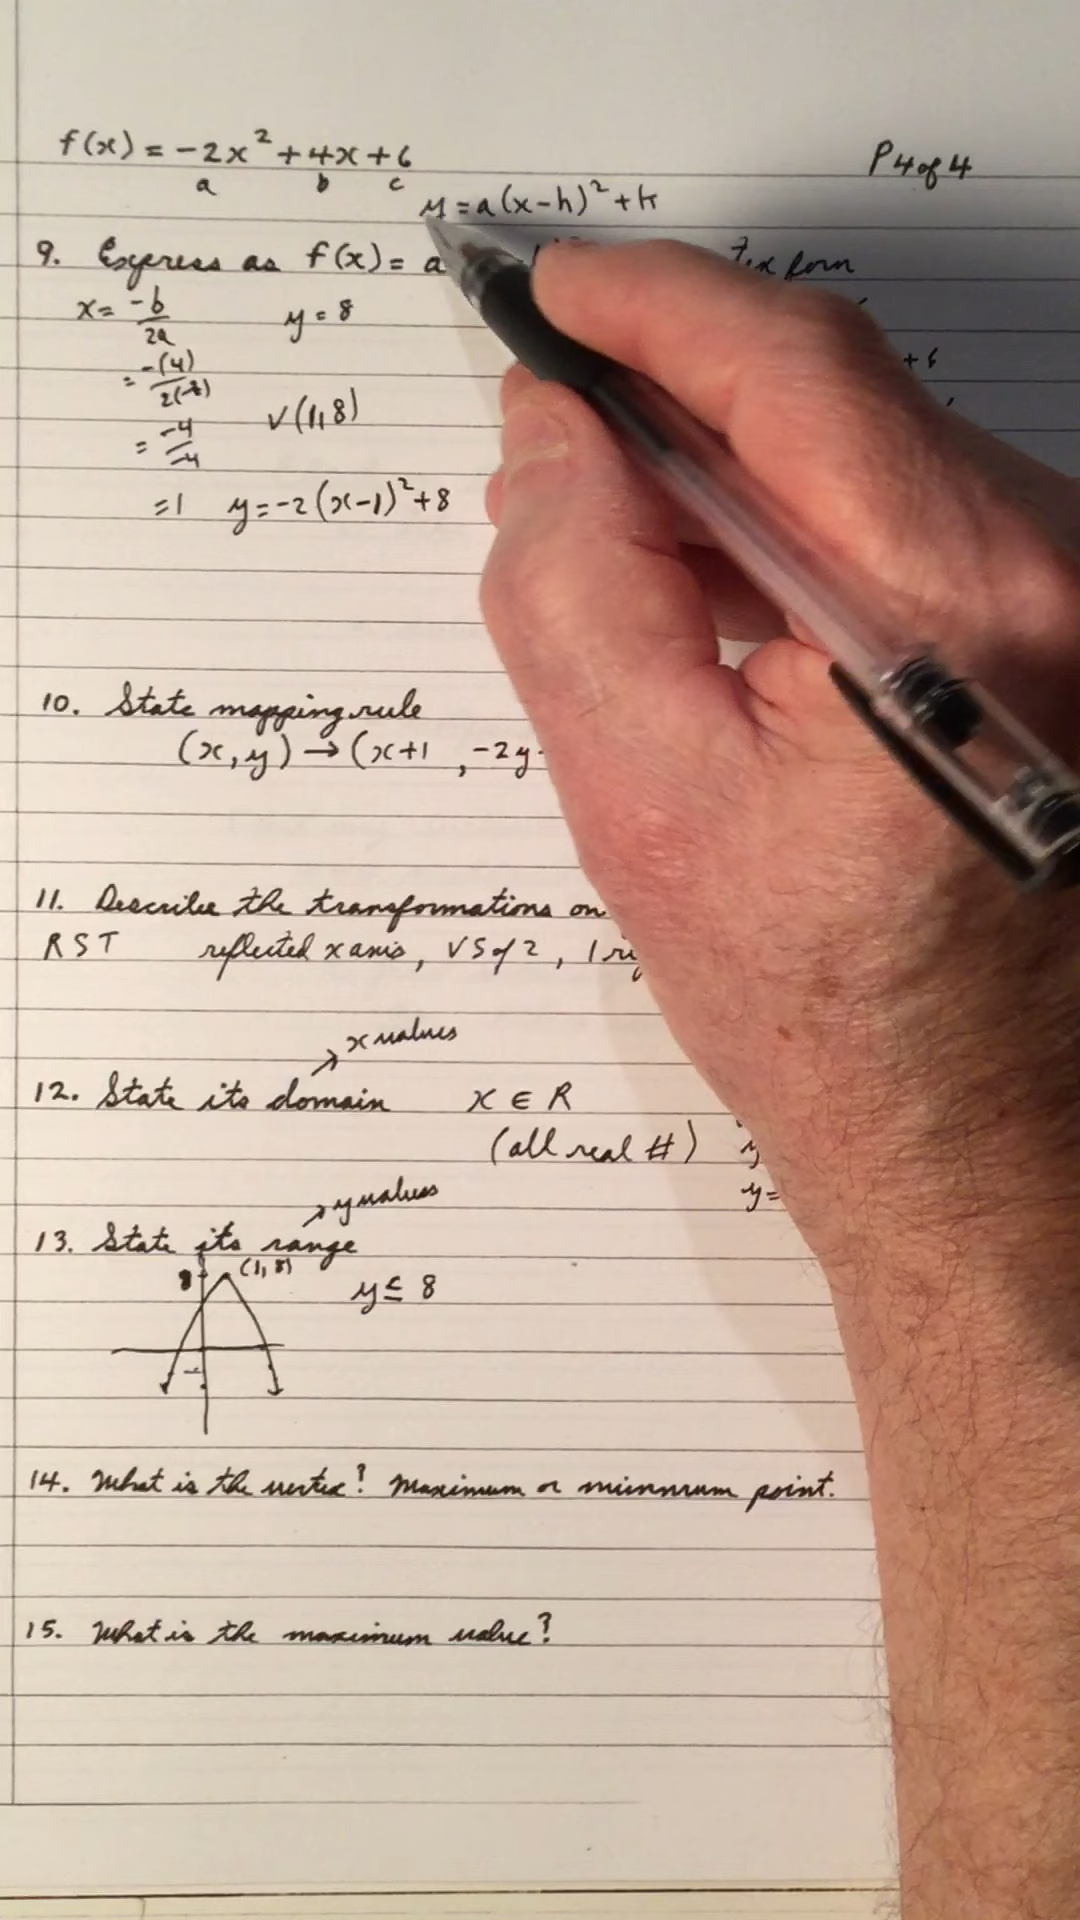 f(x) = -2x² + 4x + 6
a b c
P 4 of 4
y = a(x-h)² + k
9. Express as f(x) = a form
x = -b/2a y = 8
= -(4)/2(-2) + 6
= -4/-4 V(1,8)
= 1 y = -2(x-1)² + 8
10. State mapping rule
(x, y) → (x+1, -2y
11. Describe the transformations on
RST reflected x axis, VS of 2, 1
→ x values
12. State its domain x ∈ R
(all real #) y
y =
→ y values
13. State its range
8 (1, 8) y ≤ 8
14. What is the vertex? Maximum or minimum point.
15. What is the maximum value?